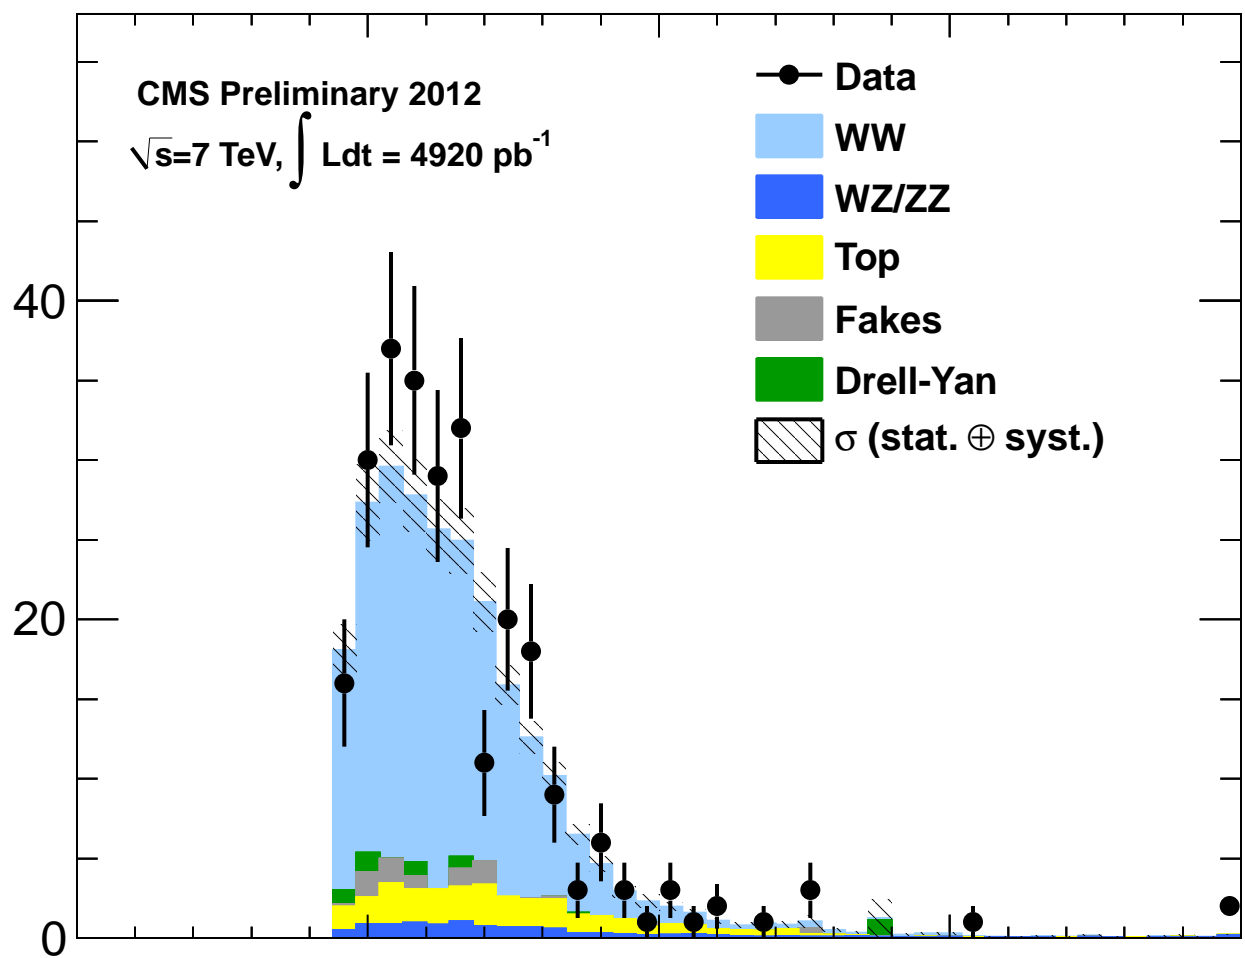 CMS Preliminary 2012
√s=7 TeV, ∫ Ldt = 4920 pb⁻¹
Data
WW
WZ/ZZ
Top
Fakes
Drell-Yan
σ (stat. ⊕ syst.)
40
20
0